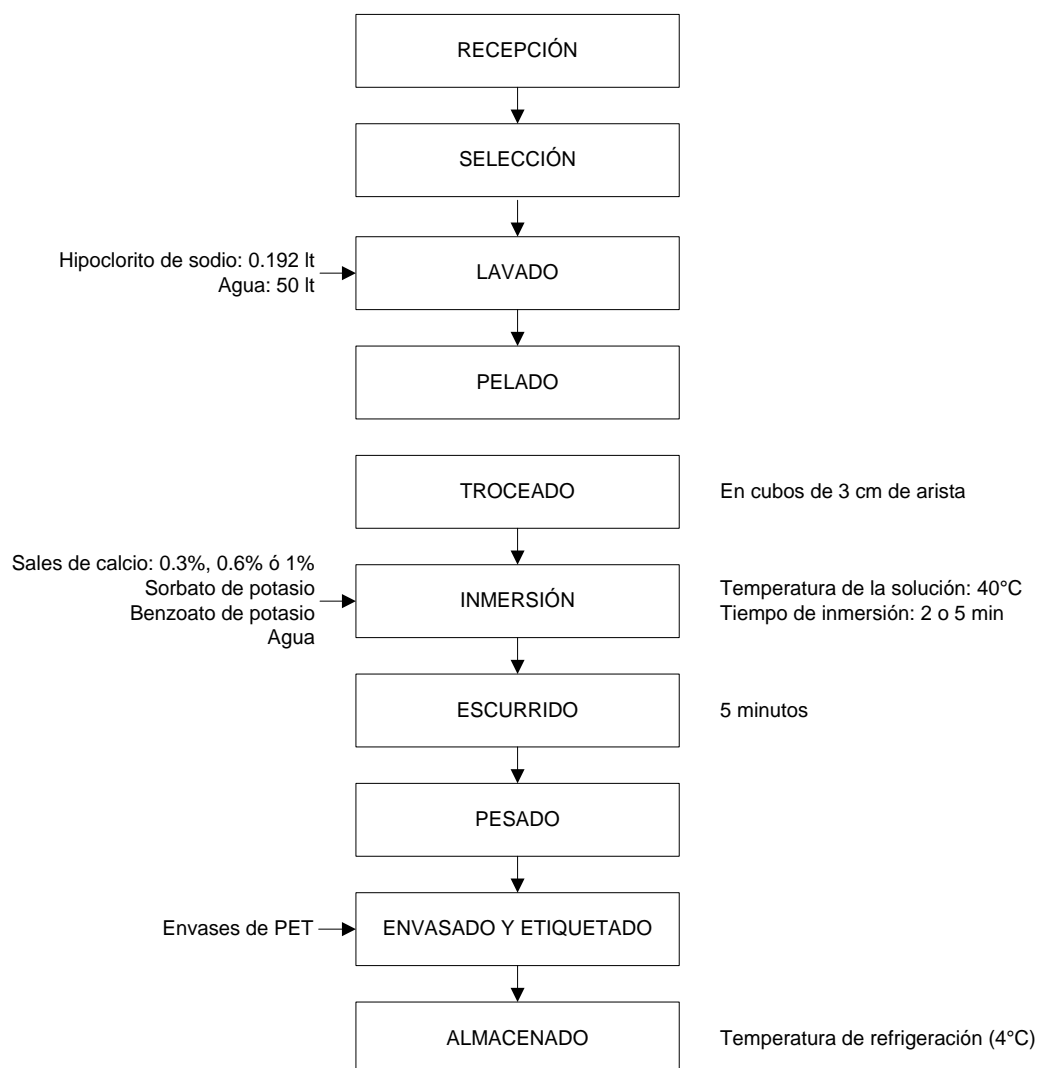 RECEPCIÓN
SELECCIÓN
Hipoclorito de sodio: 0.192 lt
Agua: 50 lt
LAVADO
PELADO
TROCEADO
En cubos de 3 cm de arista
Sales de calcio: 0.3%, 0.6% ó 1%
Sorbato de potasio
Benzoato de potasio
Agua
INMERSIÓN
Temperatura de la solución: 40°C
Tiempo de inmersión: 2 o 5 min
ESCURRIDO
5 minutos
PESADO
Envases de PET
ENVASADO Y ETIQUETADO
ALMACENADO
Temperatura de refrigeración (4°C)